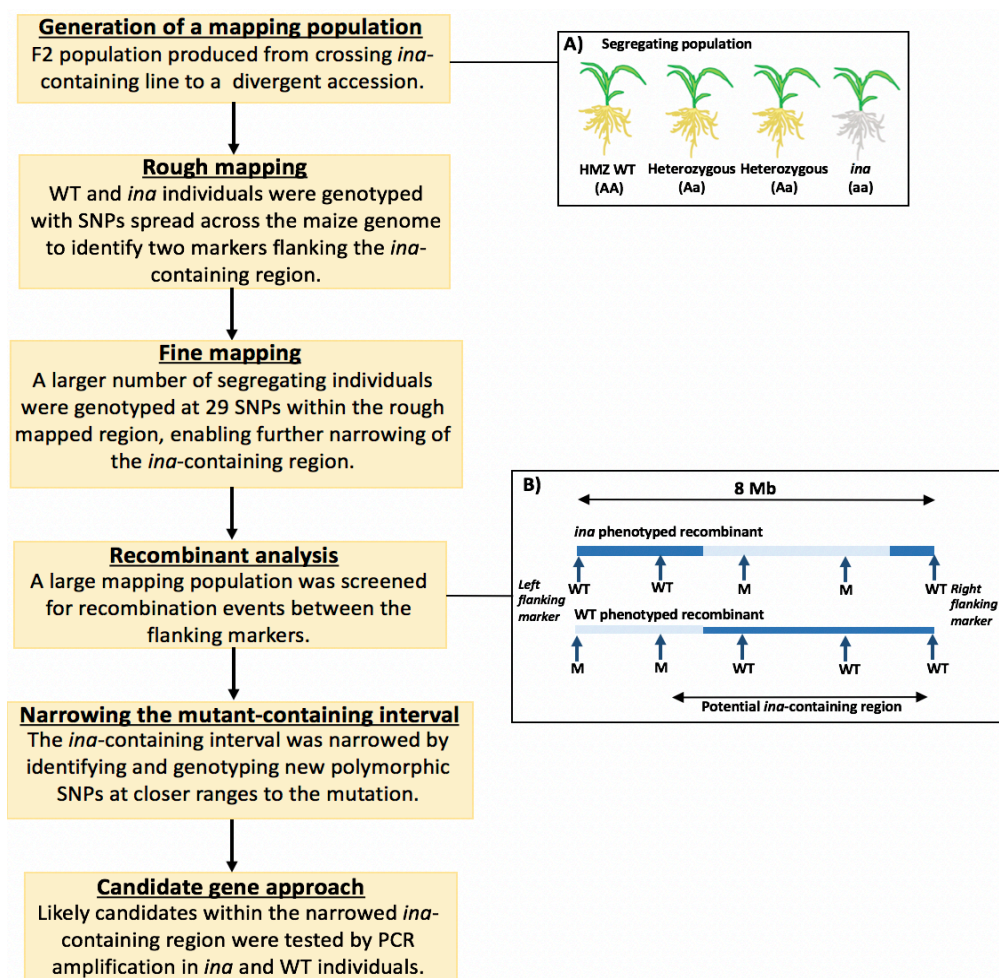 Generation of a mapping population
F2 population produced from crossing ina-
containing line to a divergent accession.
A) Segregating population
HMZ WT Heterozygous Heterozygous ina
(AA) (Aa) (Aa) (aa)
Rough mapping
WT and ina individuals were genotyped
with SNPs spread across the maize genome
to identify two markers flanking the ina-
containing region.
Fine mapping
A larger number of segregating individuals
were genotyped at 29 SNPs within the rough
mapped region, enabling further narrowing of
the ina-containing region.
Recombinant analysis
A large mapping population was screened
for recombination events between the
flanking markers.
B)
8 Mb
ina phenotyped recombinant
WT WT M M WT
Left
flanking
marker
Right
flanking
marker
WT phenotyped recombinant
M M WT WT WT
Potential ina-containing region
Narrowing the mutant-containing interval
The ina-containing interval was narrowed by
identifying and genotyping new polymorphic
SNPs at closer ranges to the mutation.
Candidate gene approach
Likely candidates within the narrowed ina-
containing region were tested by PCR
amplification in ina and WT individuals.